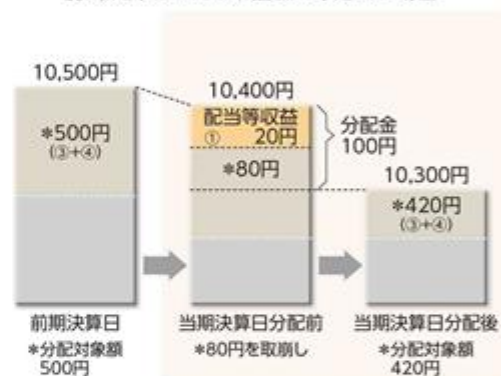 10,500円
*500円
(③+④)
10,400円
配当等収益
① 20円
*80円
分配金
100円
10,300円
*420円
(③+④)
前期決算日
*分配対象額
500円
当期決算日分配前
*80円を取崩し
当期決算日分配後
*分配対象額
420円